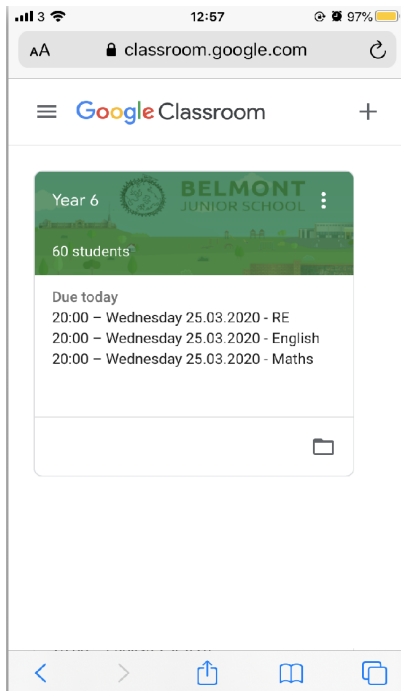 3 12:57 97%
AA classroom.google.com
Google Classroom
Year 6
BELMONT
JUNIOR SCHOOL
60 students
Due today
20:00 – Wednesday 25.03.2020 - RE
20:00 – Wednesday 25.03.2020 - English
20:00 – Wednesday 25.03.2020 - Maths